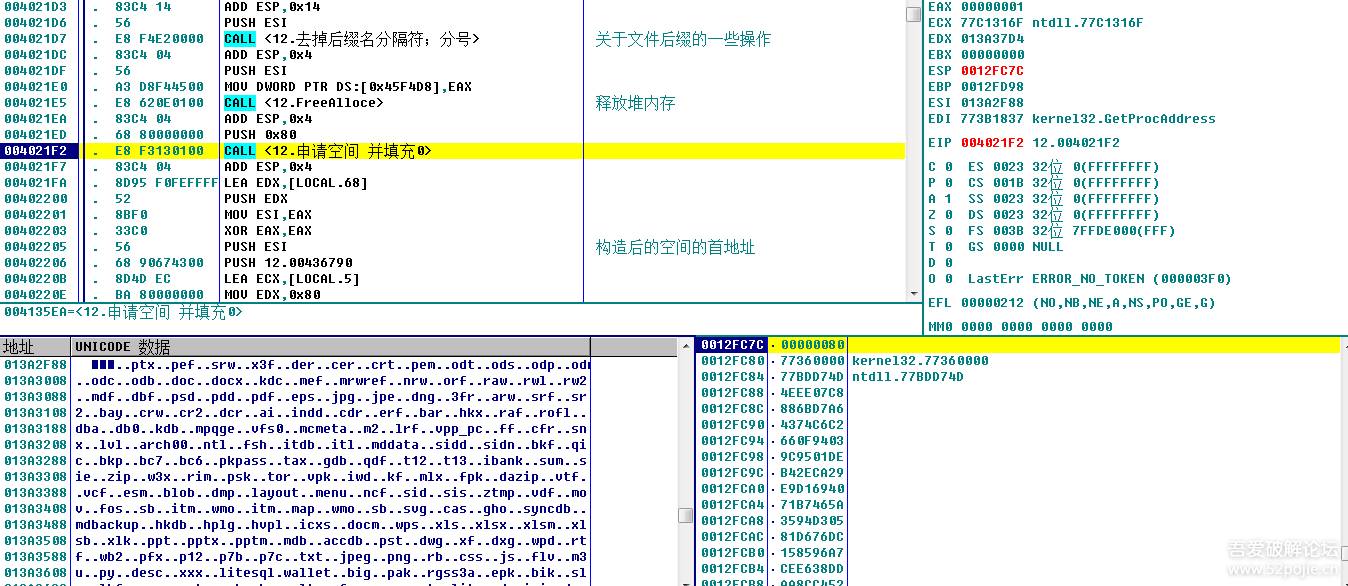 004021D3 . 83C4 14 ADD ESP,0x14
004021D6 . 56 PUSH ESI
004021D7 . E8 F4E20000 CALL <12.去掉后缀名分隔符；分号> 关于文件后缀的一些操作
004021DC . 83C4 04 ADD ESP,0x4
004021DF . 56 PUSH ESI
004021E0 . A3 D8F44500 MOV DWORD PTR DS:[0x45F4D8],EAX
004021E5 . E8 620E0100 CALL <12.FreeAlloce> 释放堆内存
004021EA . 83C4 04 ADD ESP,0x4
004021ED . 68 80000000 PUSH 0x80
004021F2 . E8 F3130100 CALL <12.申请空间 并填充0>
004021F7 . 83C4 04 ADD ESP,0x4
004021FA . 8D95 F0FEFFFF LEA EDX,[LOCAL.68]
00402200 . 52 PUSH EDX
00402201 . 8BF0 MOV ESI,EAX
00402203 . 33C0 XOR EAX,EAX
00402205 . 56 PUSH ESI 构造后的空间的首地址
00402206 . 68 90674300 PUSH 12.00436790
0040220B . 8D4D EC LEA ECX,[LOCAL.5]
0040220E . BA 80000000 MOV EDX,0x80
004135EA=<12.申请空间 并填充0>
EAX 00000001
ECX 77C1316F ntdll.77C1316F
EDX 013A37D4
EBX 00000000
ESP 0012FC7C
EBP 0012FD98
ESI 013A2F88
EDI 773B1837 kernel32.GetProcAddress
EIP 004021F2 12.004021F2
C 0 ES 0023 32位 0(FFFFFFFF)
P 0 CS 001B 32位 0(FFFFFFFF)
A 1 SS 0023 32位 0(FFFFFFFF)
Z 0 DS 0023 32位 0(FFFFFFFF)
S 0 FS 003B 32位 7FFDE000(FFF)
T 0 GS 0000 NULL
D 0
O 0 LastErr ERROR_NO_TOKEN (000003F0)
EFL 00000212 (NO,NB,NE,A,NS,PO,GE,G)
MM0 0000 0000 0000 0000
地址 UNICODE 数据
013A2F88 ..ptx..pef..srw..x3f..der..cer..crt..pem..odt..ods..odp..od
013A3008 ..odc..odb..doc..docx..kdc..mef..mrwref..nrw..orf..raw..rwl..rw2
013A3088 ..mdf..dbf..psd..pdd..pdf..eps..jpg..jpe..dng..3fr..arw..srf..sr
013A3108 2..bay..crw..cr2..dcr..ai..indd..cdr..erf..bar..hkx..raf..rofl..
013A3188 dba..db0..kdb..mpqge..vfs0..mcmeta..m2..lrf..vpp_pc..ff..cfr..sn
013A3208 x..lvl..arch00..ntl..fsh..itdb..itl..mddata..sidd..sidn..bkf..qi
013A3288 c..bkp..bc7..bc6..pkpass..tax..gdb..qdf..t12..t13..ibank..sum..s
013A3308 ie..zip..w3x..rim..psk..tor..vpk..iwd..kf..mlx..fpk..dazip..vtf.
013A3388 .vcf..esm..blob..dmp..layout..menu..ncf..sid..sis..ztmp..vdf..mo
013A3408 v..fos..sb..itm..wmo..itm..map..wmo..sb..svg..cas..gho..syncdb..
013A3488 mdbackup..hkdb..hplg..hvpl..icxs..docm..wps..xls..xlsx..xlsm..xl
013A3508 sb..xlk..ppt..pptx..pptm..mdb..accdb..pst..dwg..xf..dxg..wpd..rt
013A3588 f..wb2..pfx..p12..p7b..p7c..txt..jpeg..png..rb..css..js..flv..m3
013A3608 u..py..desc..xxx..litesql.wallet..big..pak..rgss3a..epk..bik..sl
0012FC7C 00000080
0012FC80 77360000 kernel32.77360000
0012FC84 77BDD74D ntdll.77BDD74D
0012FC88 4EEE07C8
0012FC8C 886BD7A6
0012FC90 4374C6C2
0012FC94 660F9403
0012FC98 9C9501DE
0012FC9C B42ECA29
0012FCA0 E9D16940
0012FCA4 71B7465A
0012FCA8 3594D305
0012FCAC 81D676DC
0012FCB0 158596A7
0012FCB4 CEE638DD
0012FCB8 AA8CC452
吾爱破解论坛
www.52pojie.cn